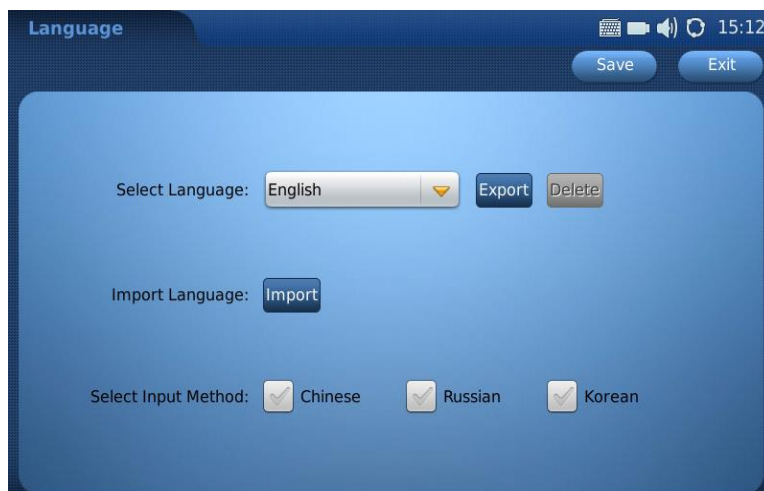 Language 15:12
Save Exit
Select Language: English Export Delete
Import Language: Import
Select Input Method: Chinese Russian Korean